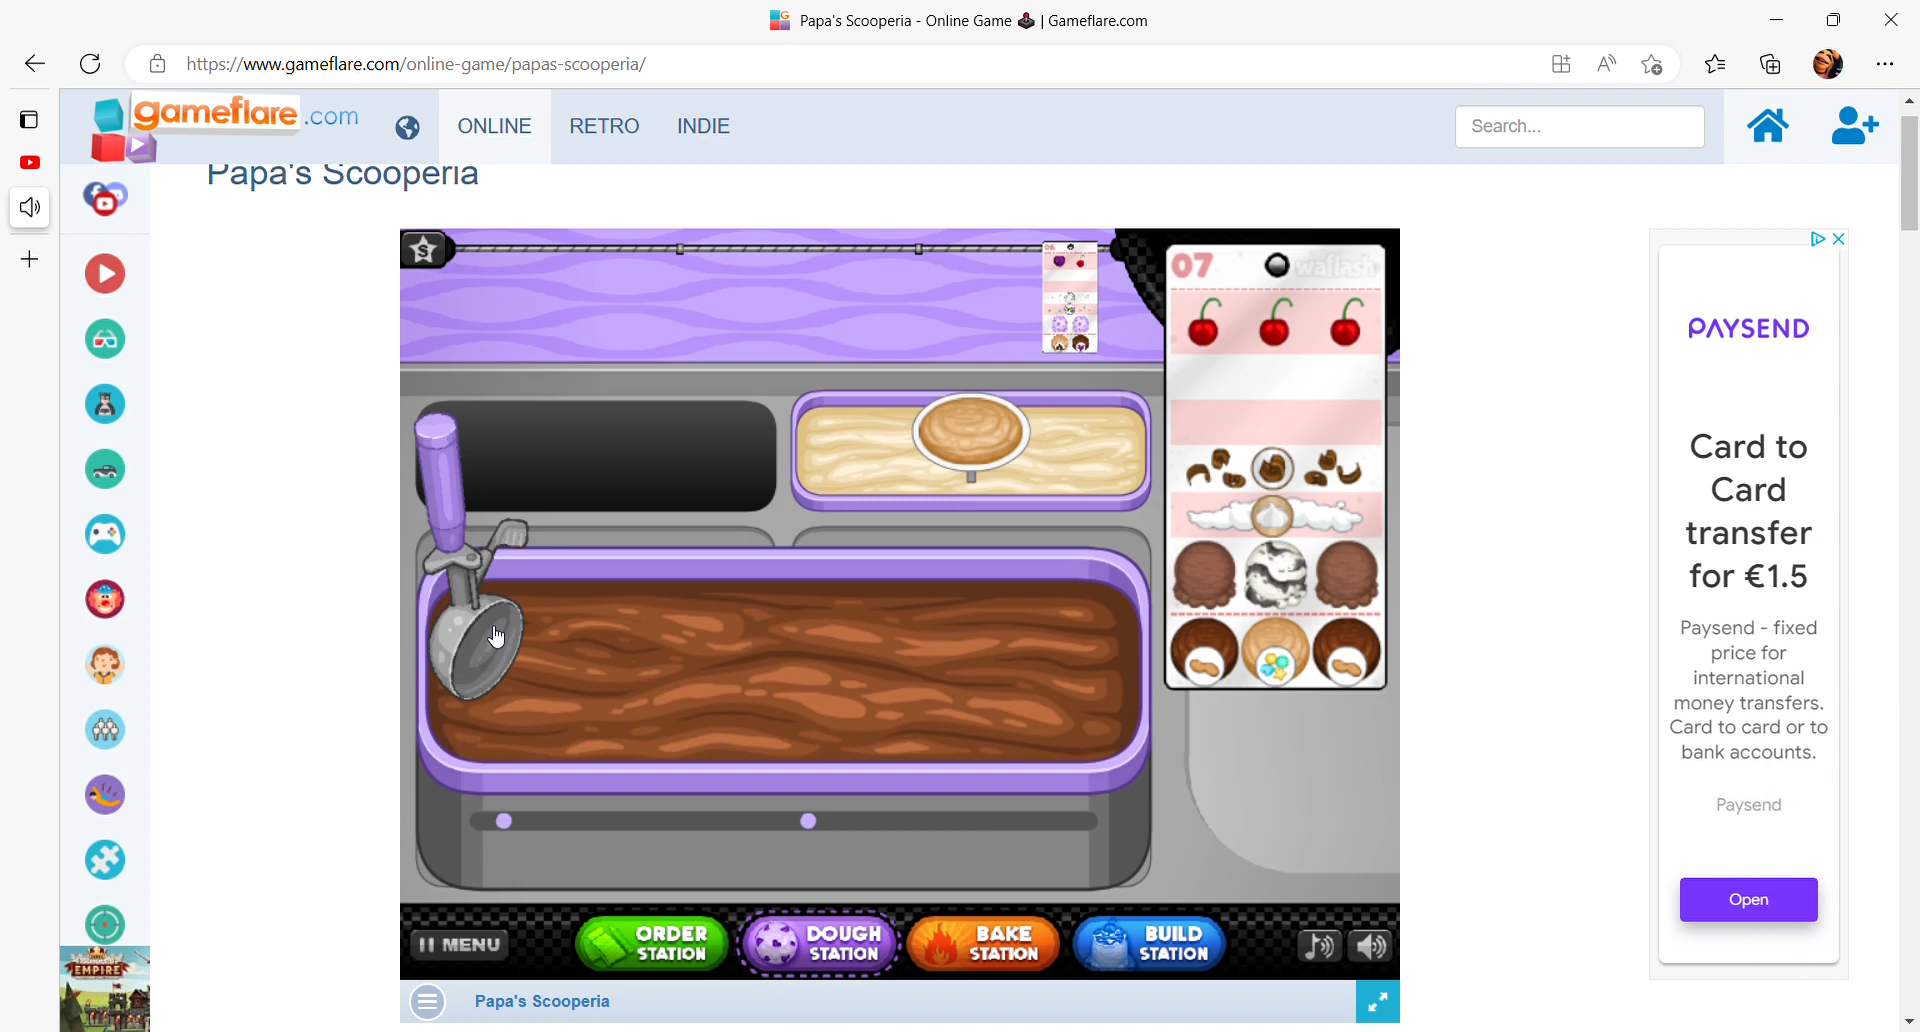 Papa's Scooperia - Online Game | Gameflare.com
https://www.gameflare.com/online-game/papas-scooperia/
gameflare.com
ONLINE
RETRO
INDIE
Search...
Papa's Scooperia
S
06
07
waflash
PAYSEND
Card to
Card
transfer
for €1.5
Paysend - fixed
price for
international
money transfers.
Card to card or to
bank accounts.
Paysend
Open
MENU
ORDER
STATION
DOUGH
STATION
BAKE
STATION
BUILD
STATION
EMPIRE
Papa's Scooperia